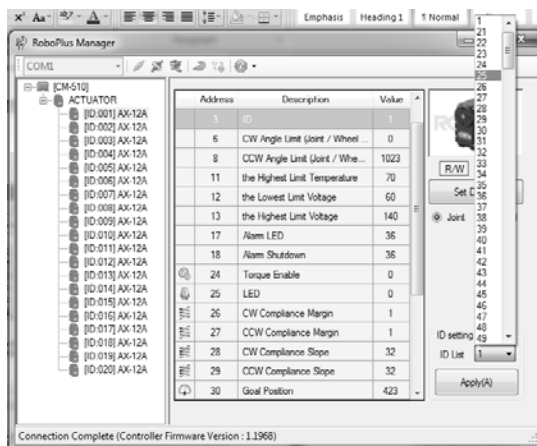 Emphasis Heading 1 ¶ Normal
RoboPlus Manager
COM1
[CM-510]
ACTUATOR
[ID:001] AX-12A
[ID:002] AX-12A
[ID:003] AX-12A
[ID:004] AX-12A
[ID:005] AX-12A
[ID:006] AX-12A
[ID:007] AX-12A
[ID:008] AX-12A
[ID:009] AX-12A
[ID:010] AX-12A
[ID:011] AX-12A
[ID:012] AX-12A
[ID:013] AX-12A
[ID:014] AX-12A
[ID:015] AX-12A
[ID:016] AX-12A
[ID:017] AX-12A
[ID:018] AX-12A
[ID:019] AX-12A
[ID:020] AX-12A
Address Description Value
3 ID 1
6 CW Angle Limit (Joint / Wheel ... 0
8 CCW Angle Limit (Joint / Whe... 1023
11 the Highest Limit Temperature 70
12 the Lowest Limit Voltage 60
13 the Highest Limit Voltage 140
17 Alarm LED 36
18 Alarm Shutdown 36
24 Torque Enable 0
25 LED 0
26 CW Compliance Margin 1
27 CCW Compliance Margin 1
28 CW Compliance Slope 32
29 CCW Compliance Slope 32
30 Goal Position 423
R/W
Set
Joint
1
21
22
23
24
25
26
27
28
29
30
31
32
33
34
35
36
37
38
39
40
41
42
43
44
45
46
47
48
49
ID setting
ID List 1
Apply(A)
Connection Complete (Controller Firmware Version : 1.1968)